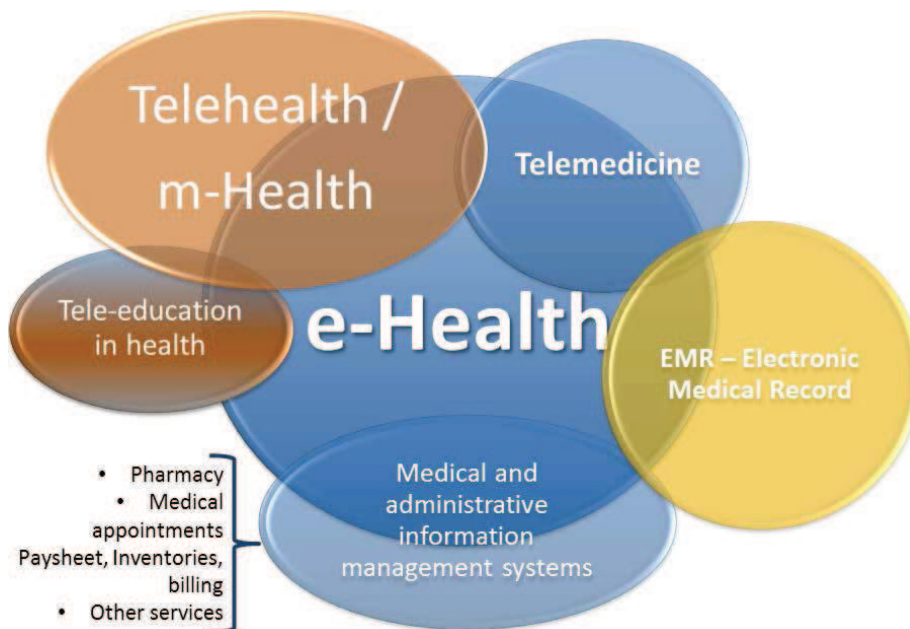 Telehealth /
m-Health
Telemedicine
Tele-education
in health
e-Health
EMR – Electronic
Medical Record
• Pharmacy
• Medical
appointments
Paysheet, Inventories,
billing
• Other services
Medical and
administrative
information
management systems